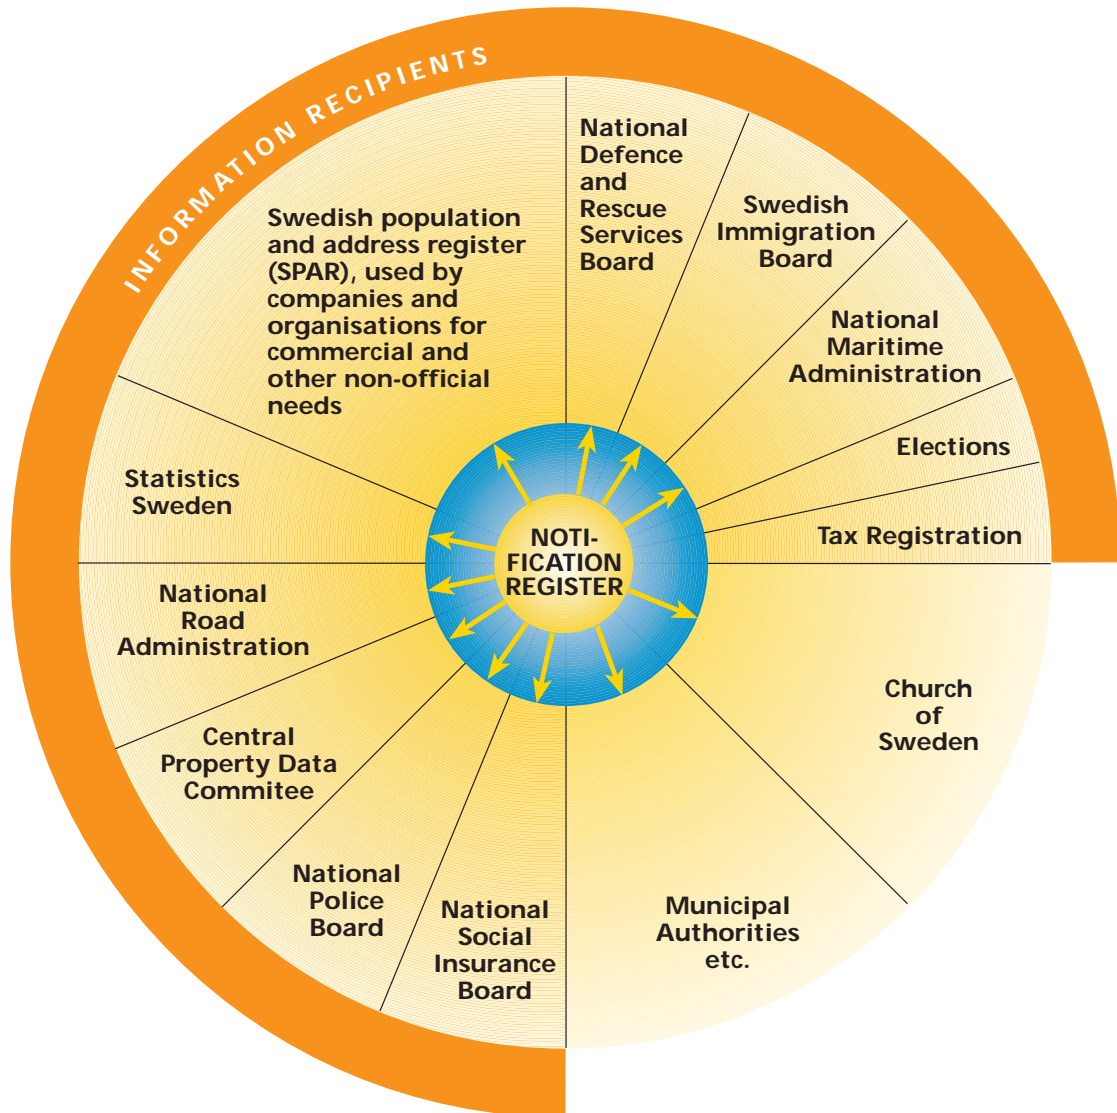 INFORMATION RECIPIENTS
National
Defence
and
Rescue
Services
Board
Swedish
Immigration
Board
National
Maritime
Administration
Elections
Tax Registration
Church
of
Sweden
Municipal
Authorities
etc.
National
Social
Insurance
Board
National
Police
Board
Central
Property Data
Commitee
National
Road
Administration
Statistics
Sweden
Swedish population
and address register
(SPAR), used by
companies and
organisations for
commercial and
other non-official
needs
NOTI-
FICATION
REGISTER